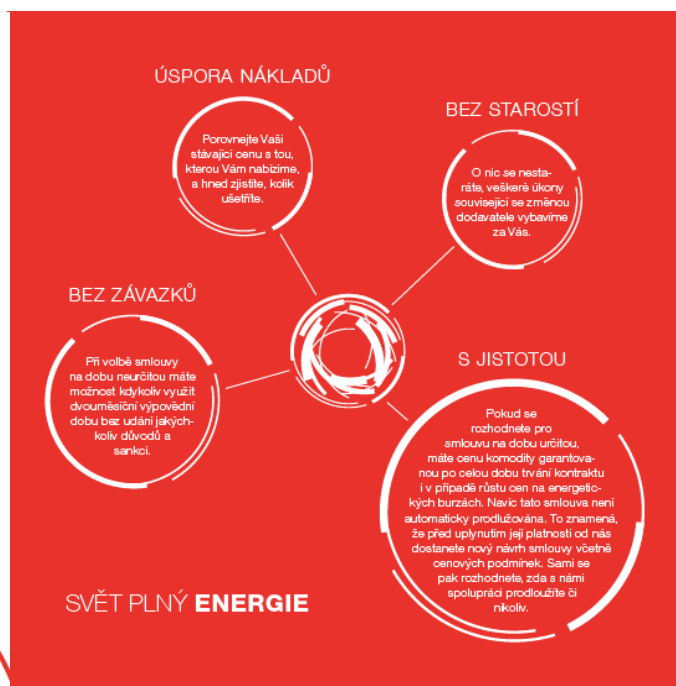 ÚSPORA NÁKLADŮ
Porovnejte Vaši
stávající cenu s tou,
kterou Vám nabízíme,
a hned zjistíte, kolik
ušetříte.
BEZ STAROSTÍ
O nic se nesta-
ráte, veškeré úkony
související se změnou
dodavatele vybavíme
za Vás.
BEZ ZÁVAZKŮ
Při volbě smlouvy
na dobu neurčitou máte
možnost kdykoliv využít
dvouměsíční výpovědní
dobu bez udání jakých-
koliv důvodů a
sankcí.
S JISTOTOU
Pokud se
rozhodnete pro
smlouvu na dobu určitou,
máte cenu komodity garantova-
nou po celou dobu trvání kontraktu
i v případě růstu cen na energetic-
kých burzách. Navíc tato smlouva není
automaticky prodlužována. To znamená,
že před uplynutím její platnosti od nás
dostanete nový návrh smlouvy včetně
cenových podmínek. Sami se
pak rozhodnete, zda s námi
spolupráci prodloužíte či
nikoliv.
SVĚT PLNÝ ENERGIE